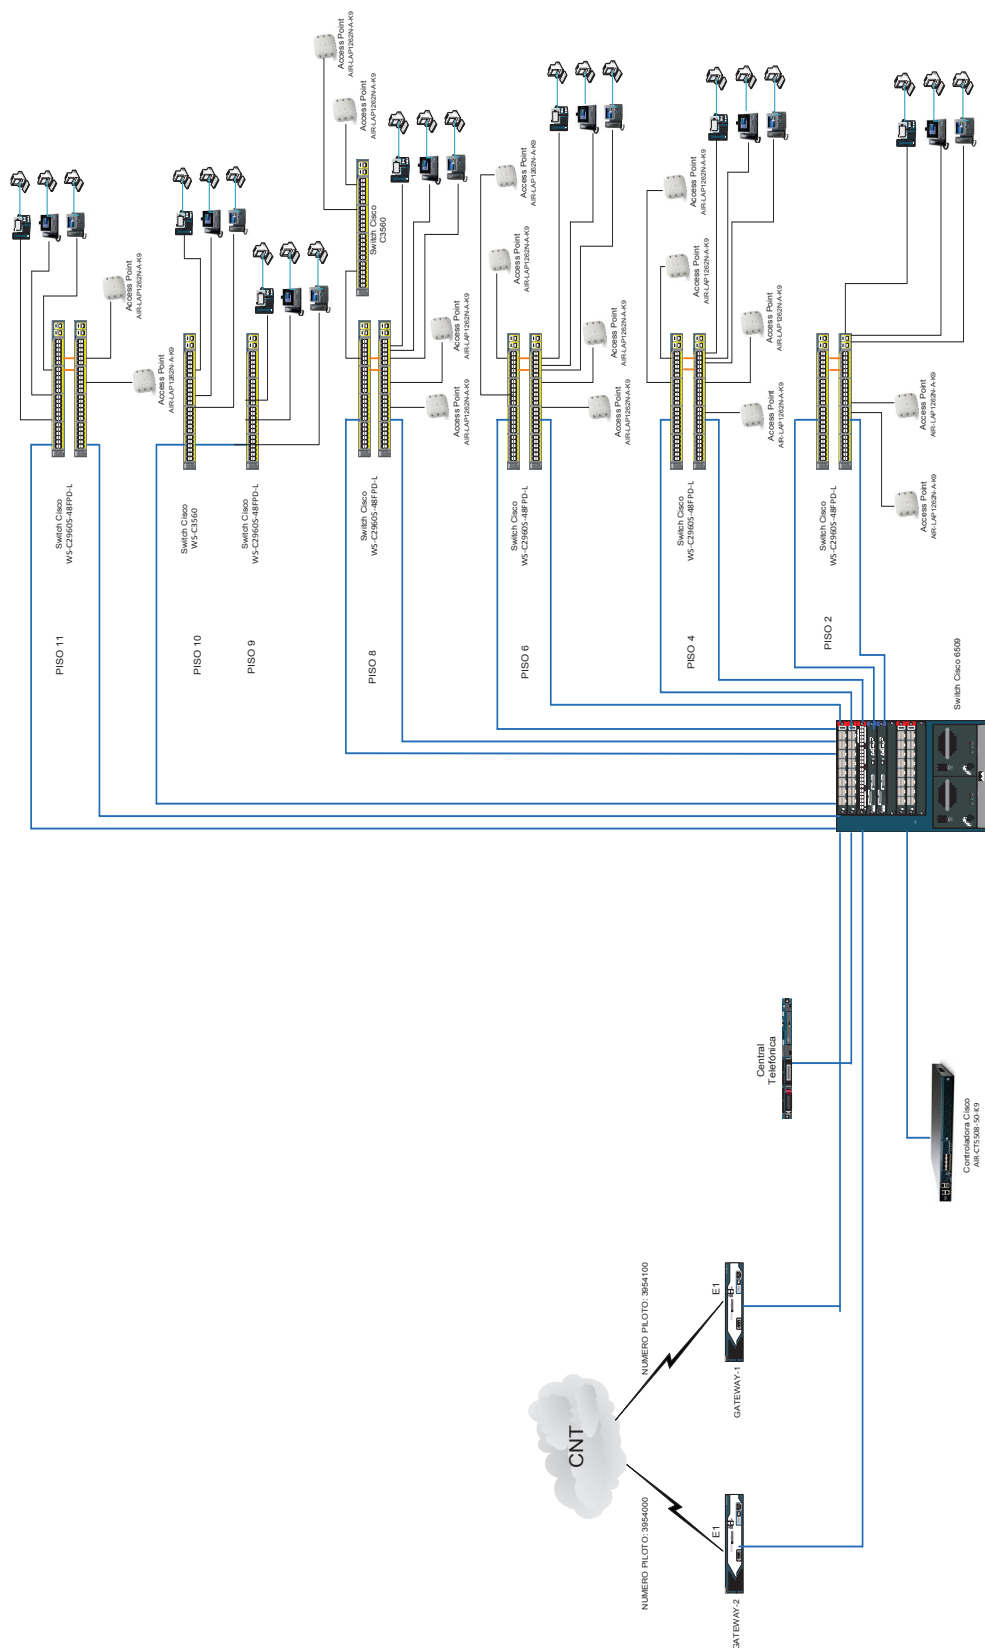 Access Point
AIR-LAP1262N-A-K9
Access Point
AIR-LAP1262N-A-K9
Switch Cisco
C3560
Access Point
AIR-LAP1262N-A-K9
Access Point
AIR-LAP1262N-A-K9
Switch Cisco
WS-C2960S-48FPD-L
PISO 11
Switch Cisco
WS-C3560
PISO 10
Switch Cisco
WS-C2960S-48FPD-L
PISO 9
Access Point
AIR-LAP1262N-A-K9
Access Point
AIR-LAP1262N-A-K9
Switch Cisco
WS-C2960S-48FPD-L
PISO 8
Access Point
AIR-LAP1262N-A-K9
Access Point
AIR-LAP1262N-A-K9
Access Point
AIR-LAP1262N-A-K9
Access Point
AIR-LAP1262N-A-K9
Switch Cisco
WS-C2960S-48FPD-L
PISO 6
Access Point
AIR-LAP1262N-A-K9
Access Point
AIR-LAP1262N-A-K9
Access Point
AIR-LAP1262N-A-K9
Access Point
AIR-LAP1262N-A-K9
Switch Cisco
WS-C2960S-48FPD-L
PISO 4
Access Point
AIR-LAP1262N-A-K9
Access Point
AIR-LAP1262N-A-K9
Switch Cisco
WS-C2960S-48FPD-L
PISO 2
Switch Cisco 6509
Central
Telefónica
Controladora Cisco
AIR-CT5508-50-K9
CNT
NUMERO PILOTO: 3954100
E1
GATEWAY-1
NUMERO PILOTO: 3954000
E1
GATEWAY-2